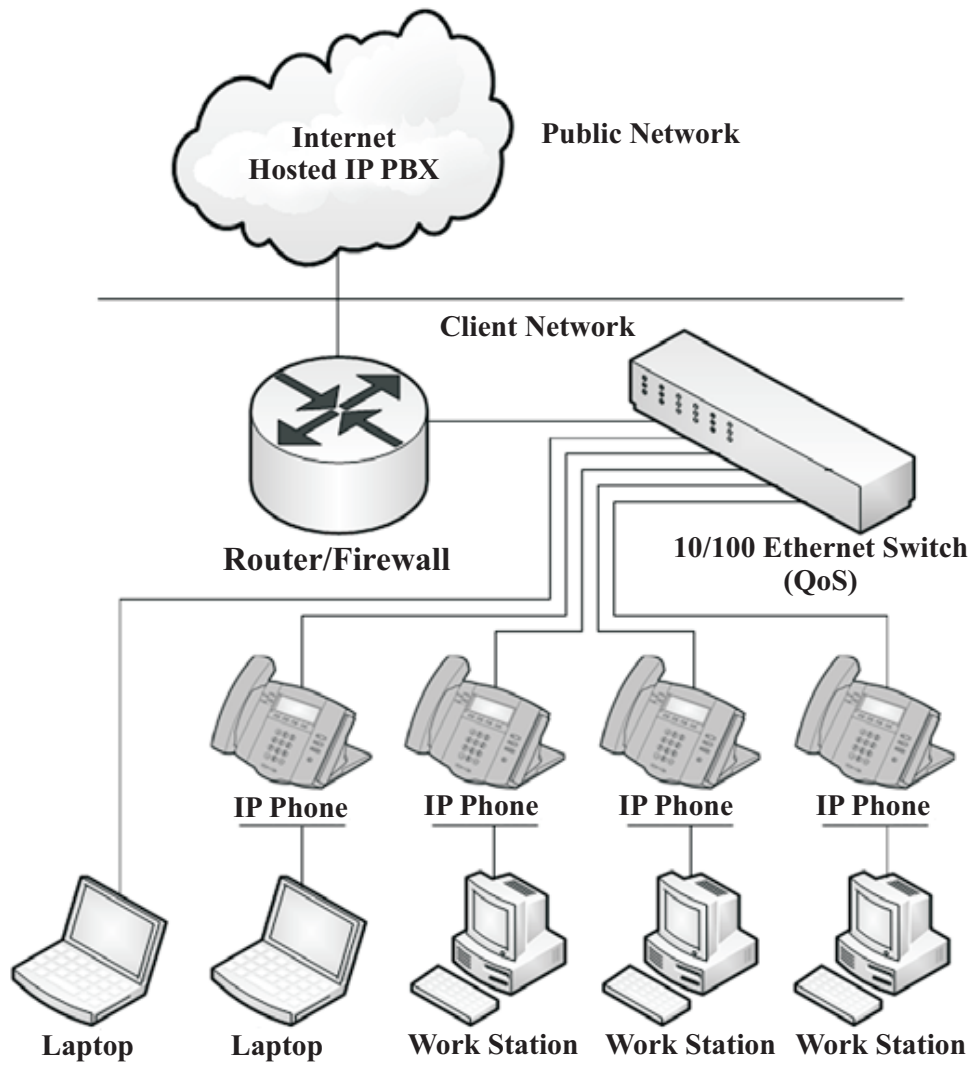 Internet
Hosted IP PBX
Public Network
Client Network
Router/Firewall
10/100 Ethernet Switch
(QoS)
IP Phone
IP Phone
IP Phone
IP Phone
Laptop
Laptop
Work Station
Work Station
Work Station